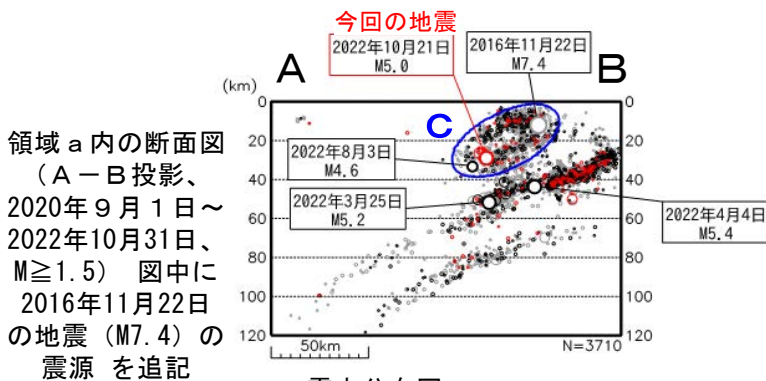 今回の地震
2022年10月21日
M5.0
2016年11月22日
M7.4
A
B
(km)
C
0
20
40
60
80
100
120
0
20
40
60
80
100
120
2022年8月3日
M4.6
2022年3月25日
M5.2
2022年4月4日
M5.4
50km
N=3710
領域a内の断面図
(A-B投影、
2020年9月1日~
2022年10月31日、
M≧1.5) 図中に
2016年11月22日
の地震(M7.4)の
震源 を追記